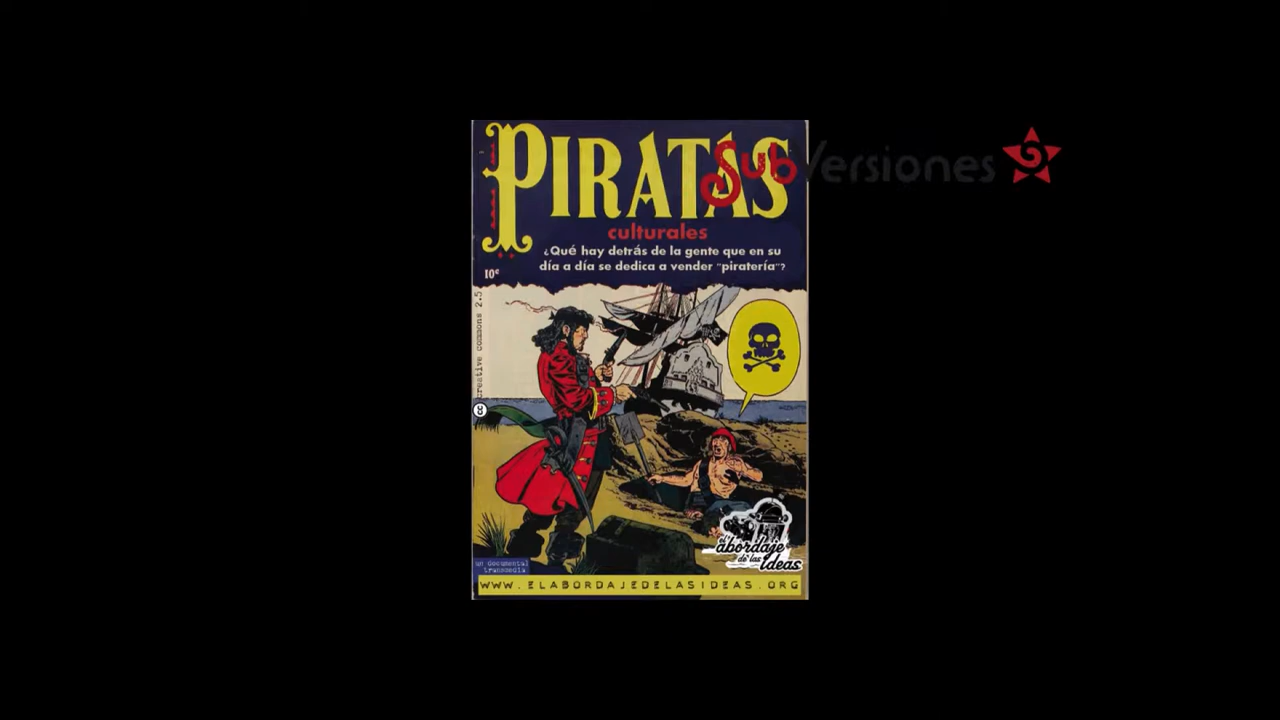 PIRATAS
SubVersiones
culturales
¿Qué hay detrás de la gente que en su
día a día se dedica a vender "piratería"?
10¢
creative commons 2.5
el abordaje
de las ideas
un documental
transmedia
WWW.ELABORDAJEDELASIDEAS.ORG